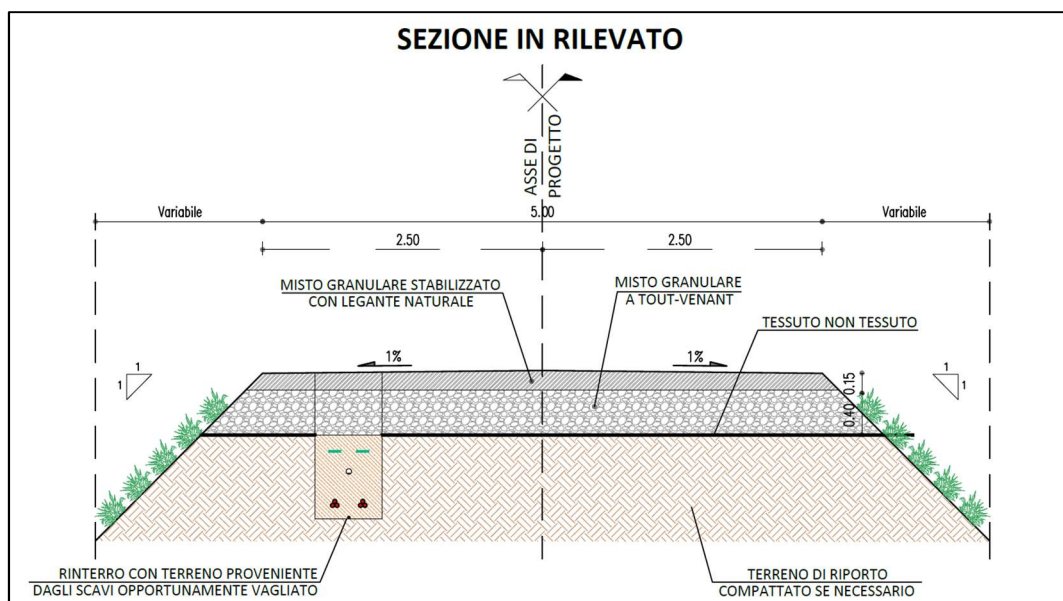 SEZIONE IN RILEVATO
ASSE DI
PROGETTO
Variabile
5.00
Variabile
2.50
2.50
MISTO GRANULARE STABILIZZATO
CON LEGANTE NATURALE
MISTO GRANULARE
A TOUT-VENANT
TESSUTO NON TESSUTO
1%
1%
1
1
1
1
0.15
0.40
RINTERRO CON TERRENO PROVENIENTE
DAGLI SCAVI OPPORTUNAMENTE VAGLIATO
TERRENO DI RIPORTO
COMPATTATO SE NECESSARIO